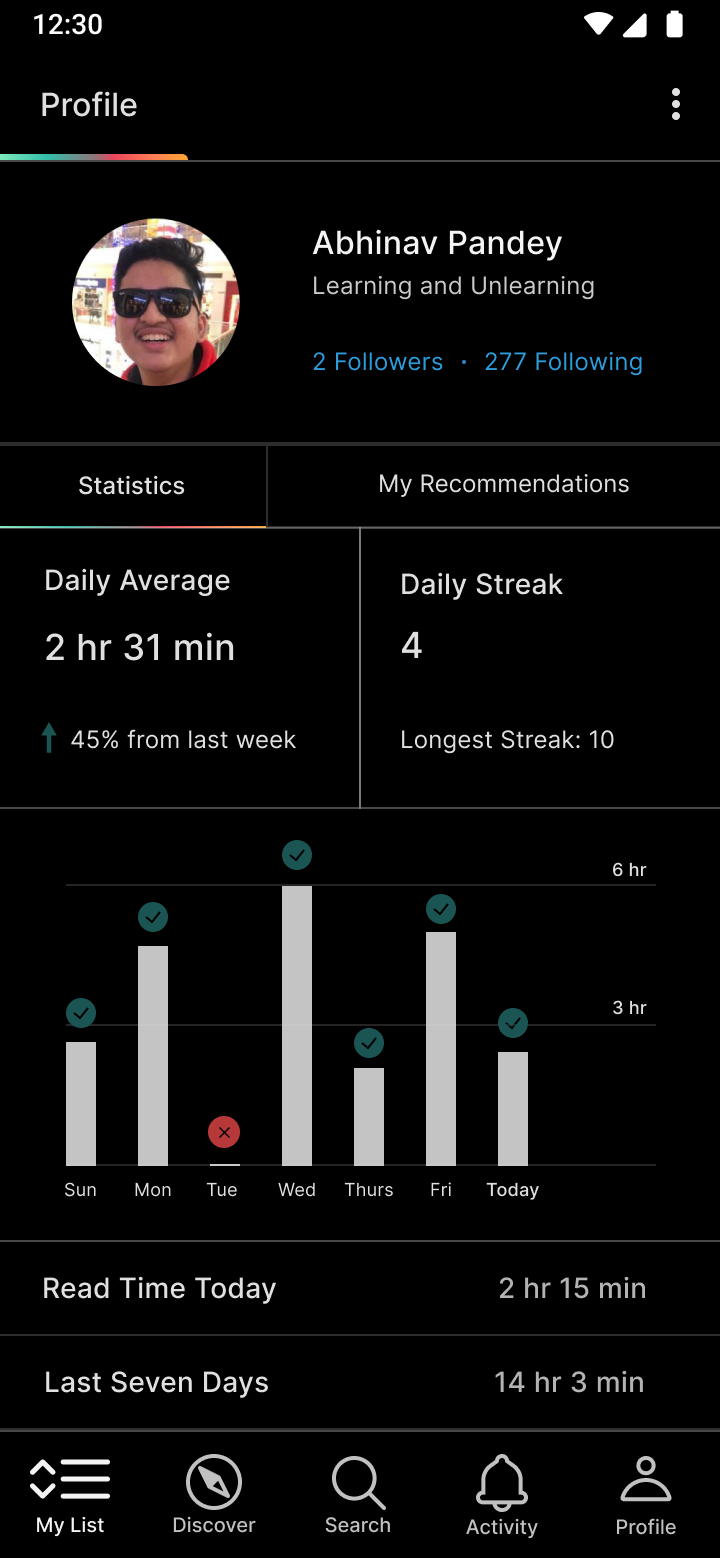 12:30
Profile
Abhinav Pandey
Learning and Unlearning
2 Followers · 277 Following
Statistics
My Recommendations
Daily Average
2 hr 31 min
45% from last week
Daily Streak
4
Longest Streak: 10
6 hr
3 hr
Sun Mon Tue Wed Thurs Fri Today
Read Time Today 2 hr 15 min
Last Seven Days 14 hr 3 min
My List Discover Search Activity Profile